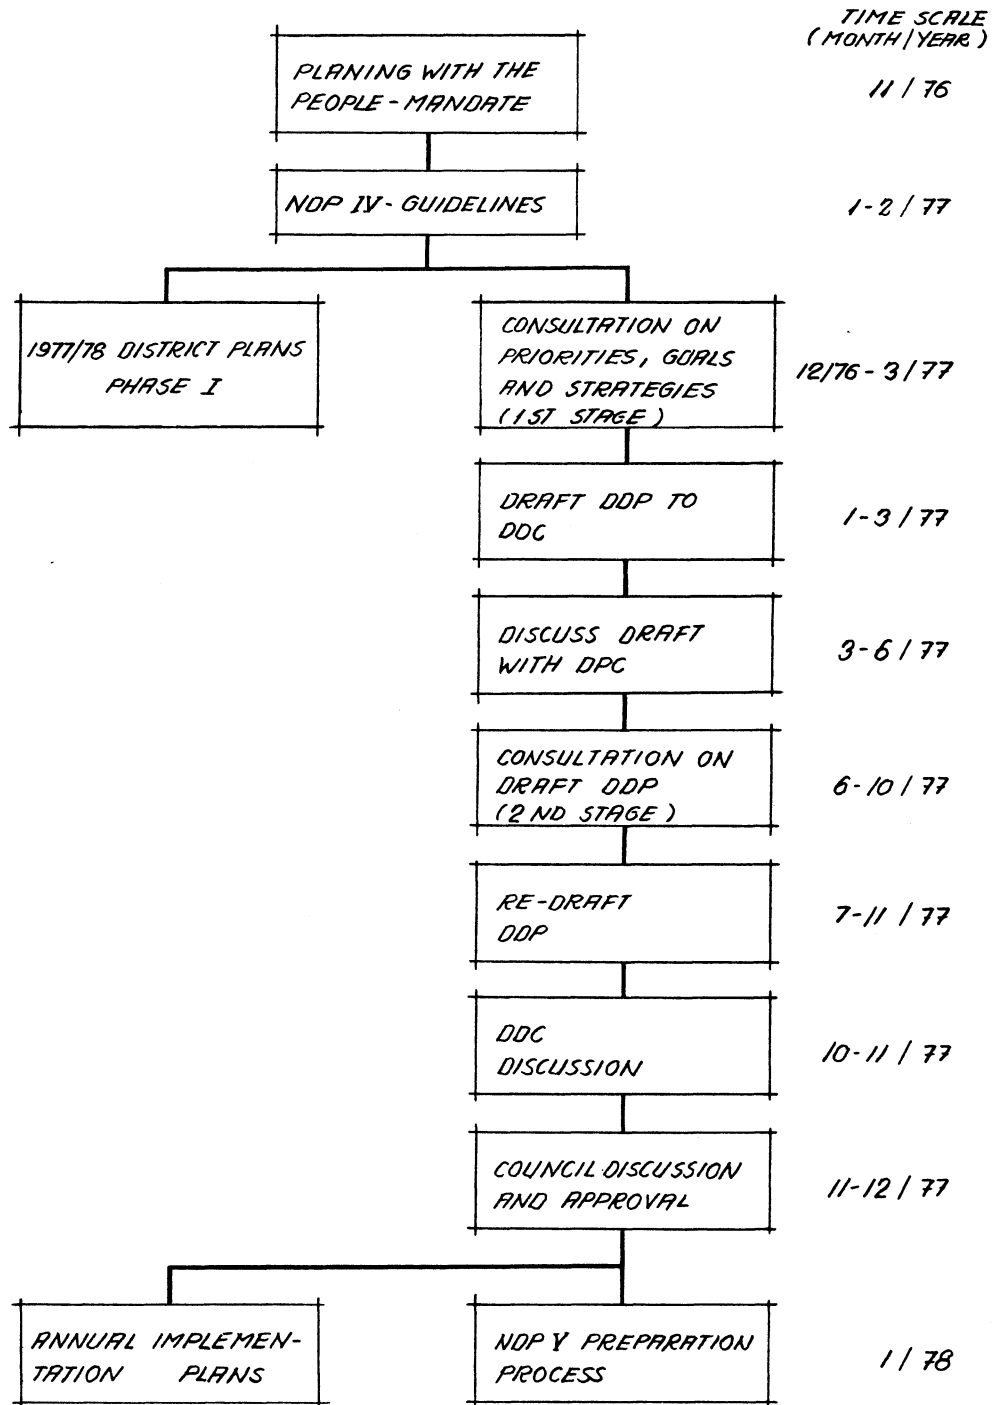 TIME SCALE
(MONTH/YEAR)
PLANING WITH THE
PEOPLE-MANDATE
11/76
NDP IV-GUIDELINES
1-2/77
1977/78 DISTRICT PLANS
PHASE I
CONSULTATION ON
PRIORITIES, GOALS
AND STRATEGIES
(1ST STAGE)
12/76-3/77
DRAFT DDP TO
DDC
1-3/77
DISCUSS DRAFT
WITH DPC
3-6/77
CONSULTATION ON
DRAFT DDP
(2ND STAGE)
6-10/77
RE-DRAFT
DDP
7-11/77
DDC
DISCUSSION
10-11/77
COUNCIL DISCUSSION
AND APPROVAL
11-12/77
ANNUAL IMPLEMEN-
TATION PLANS
NDP V PREPARATION
PROCESS
1/78